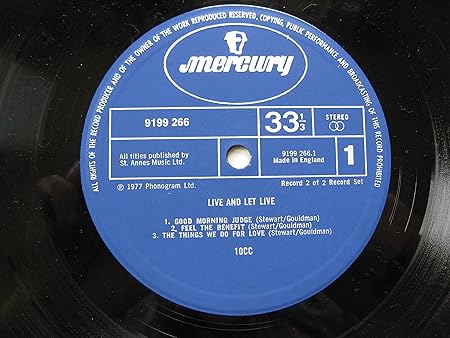 ALL RIGHTS OF THE RECORD PRODUCER AND OF THE OWNER OF THE WORK REPRODUCED RESERVED, COPYING, PUBLIC PERFORMANCE AND BROADCASTING OF THIS RECORD PROHIBITED
mercury
9199 266
33 1/3
STEREO
All titles published by
St. Annes Music Ltd.
9199 266.1
Made in England
1
℗ 1977 Phonogram Ltd.
Record 2 of 2 Record Set
LIVE AND LET LIVE
1. GOOD MORNING JUDGE (Stewart/Gouldman)
2. FEEL THE BENEFIT (Stewart/Gouldman)
3. THE THINGS WE DO FOR LOVE (Stewart/Gouldman)
10CC